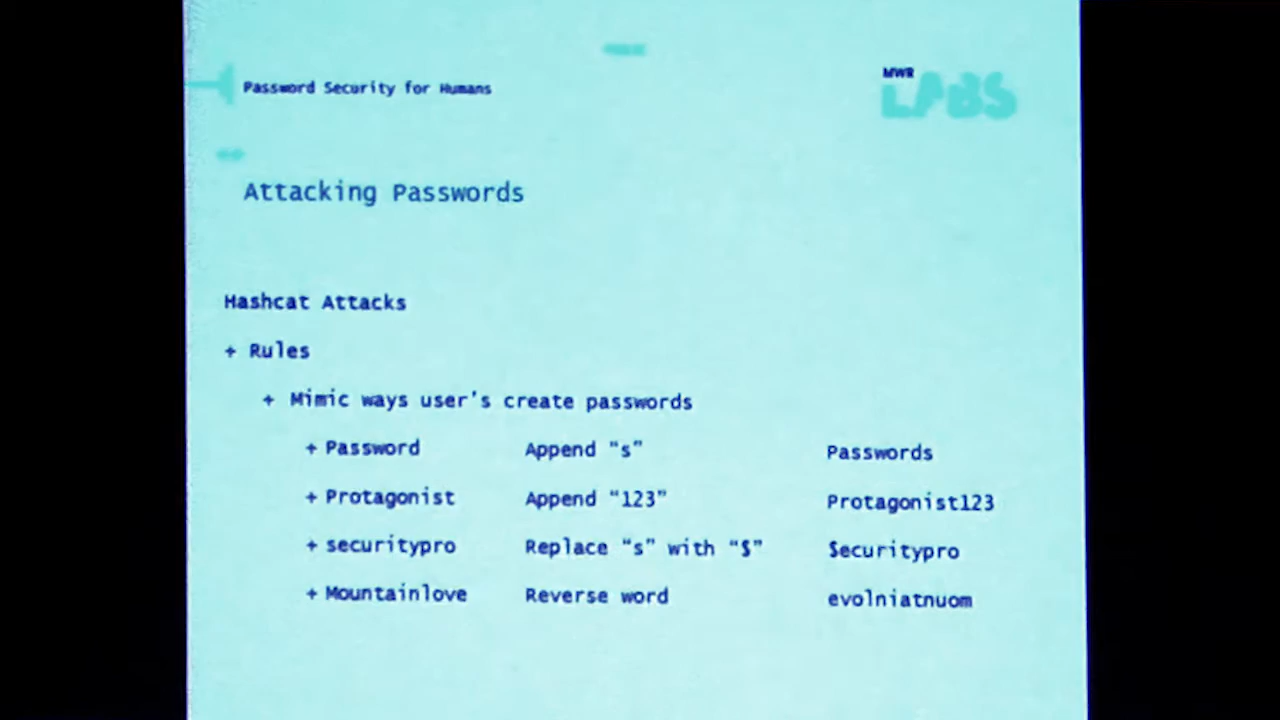 Password Security for Humans
MWR
LABS
Attacking Passwords
Hashcat Attacks
+ Rules
+ Mimic ways user’s create passwords
+ Password Append “s” Passwords
+ Protagonist Append “123” Protagonist123
+ securitypro Replace “s” with “$” $ecuritypro
+ Mountainlove Reverse word evolniatnuom